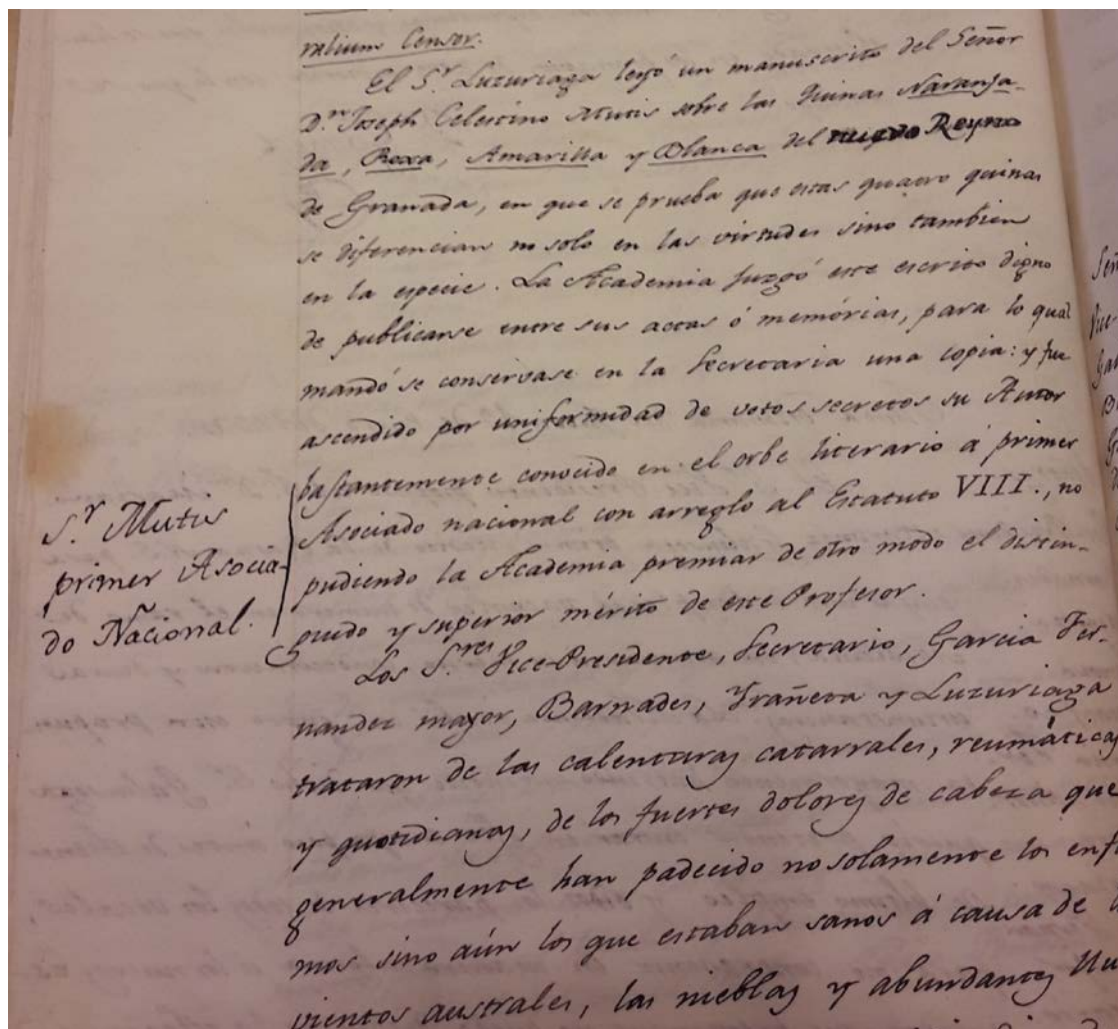 ralium Censor.
El S.r Luzuriaga leyó un manuscrito del Señor
D.n Joseph Celestino Mutis sobre las Quinas Naranja-
da, Roxa, Amarilla y Blanca del nuevo Reyno
de Granada, en que se prueba que estas quatro quinas
se diferencian no solo en las virtudes sino tambien
en la especie. La Academia juzgó este escrito digno
de publicarse entre sus actas ó memórias, para lo qual
mandó se conservase en la Secretaria una copia: y fue
ascendido por uniformidad de votos secretos su Autor
bastantemente conocido en el orbe literario á primer
Asociado nacional con arreglo al Estatuto VIII., no
pudiendo la Academia premiar de otro modo el distin-
guido y superior mérito de este Profesor.
S.r Mutis
primer Asocia-
do Nacional.
Los S.res Vice-Presidente, Secretario, Garcia Fer-
nandez mayor, Barnades, Franseri y Luzuriaga
trataron de las calenturas catarrales, reumáticas
y quotidianas, de los fuertes dolores de cabeza que
generalmente han padecido no solamente los enfer
mos sino aún los que estaban sanos á causa de
vientos australes, las nieblas y abundantes